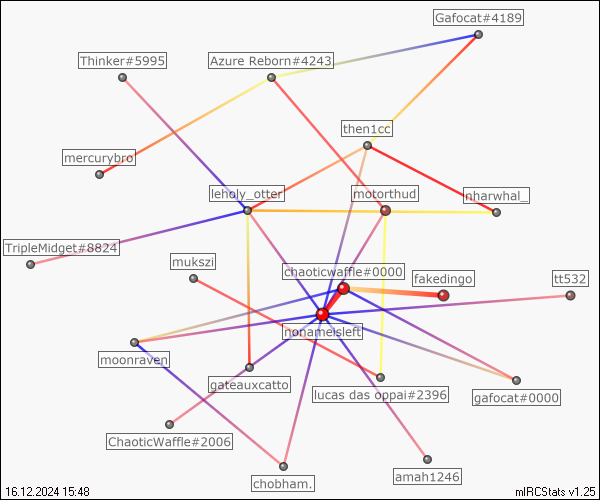 Gafocat#4189
Thinker#5995
Azure Reborn#4243
then1cc
mercurybro
leholy_otter
motorthud
nharwhal_
TripleMidget#8824
mukszi
chaoticwaffle#0000
fakedingo
tt532
nonameisleft
moonraven
gateauxcatto
lucas das oppai#2396
gafocat#0000
ChaoticWaffle#2006
chobham.
amah1246
16.12.2024 15:48
mIRCStats v1.25